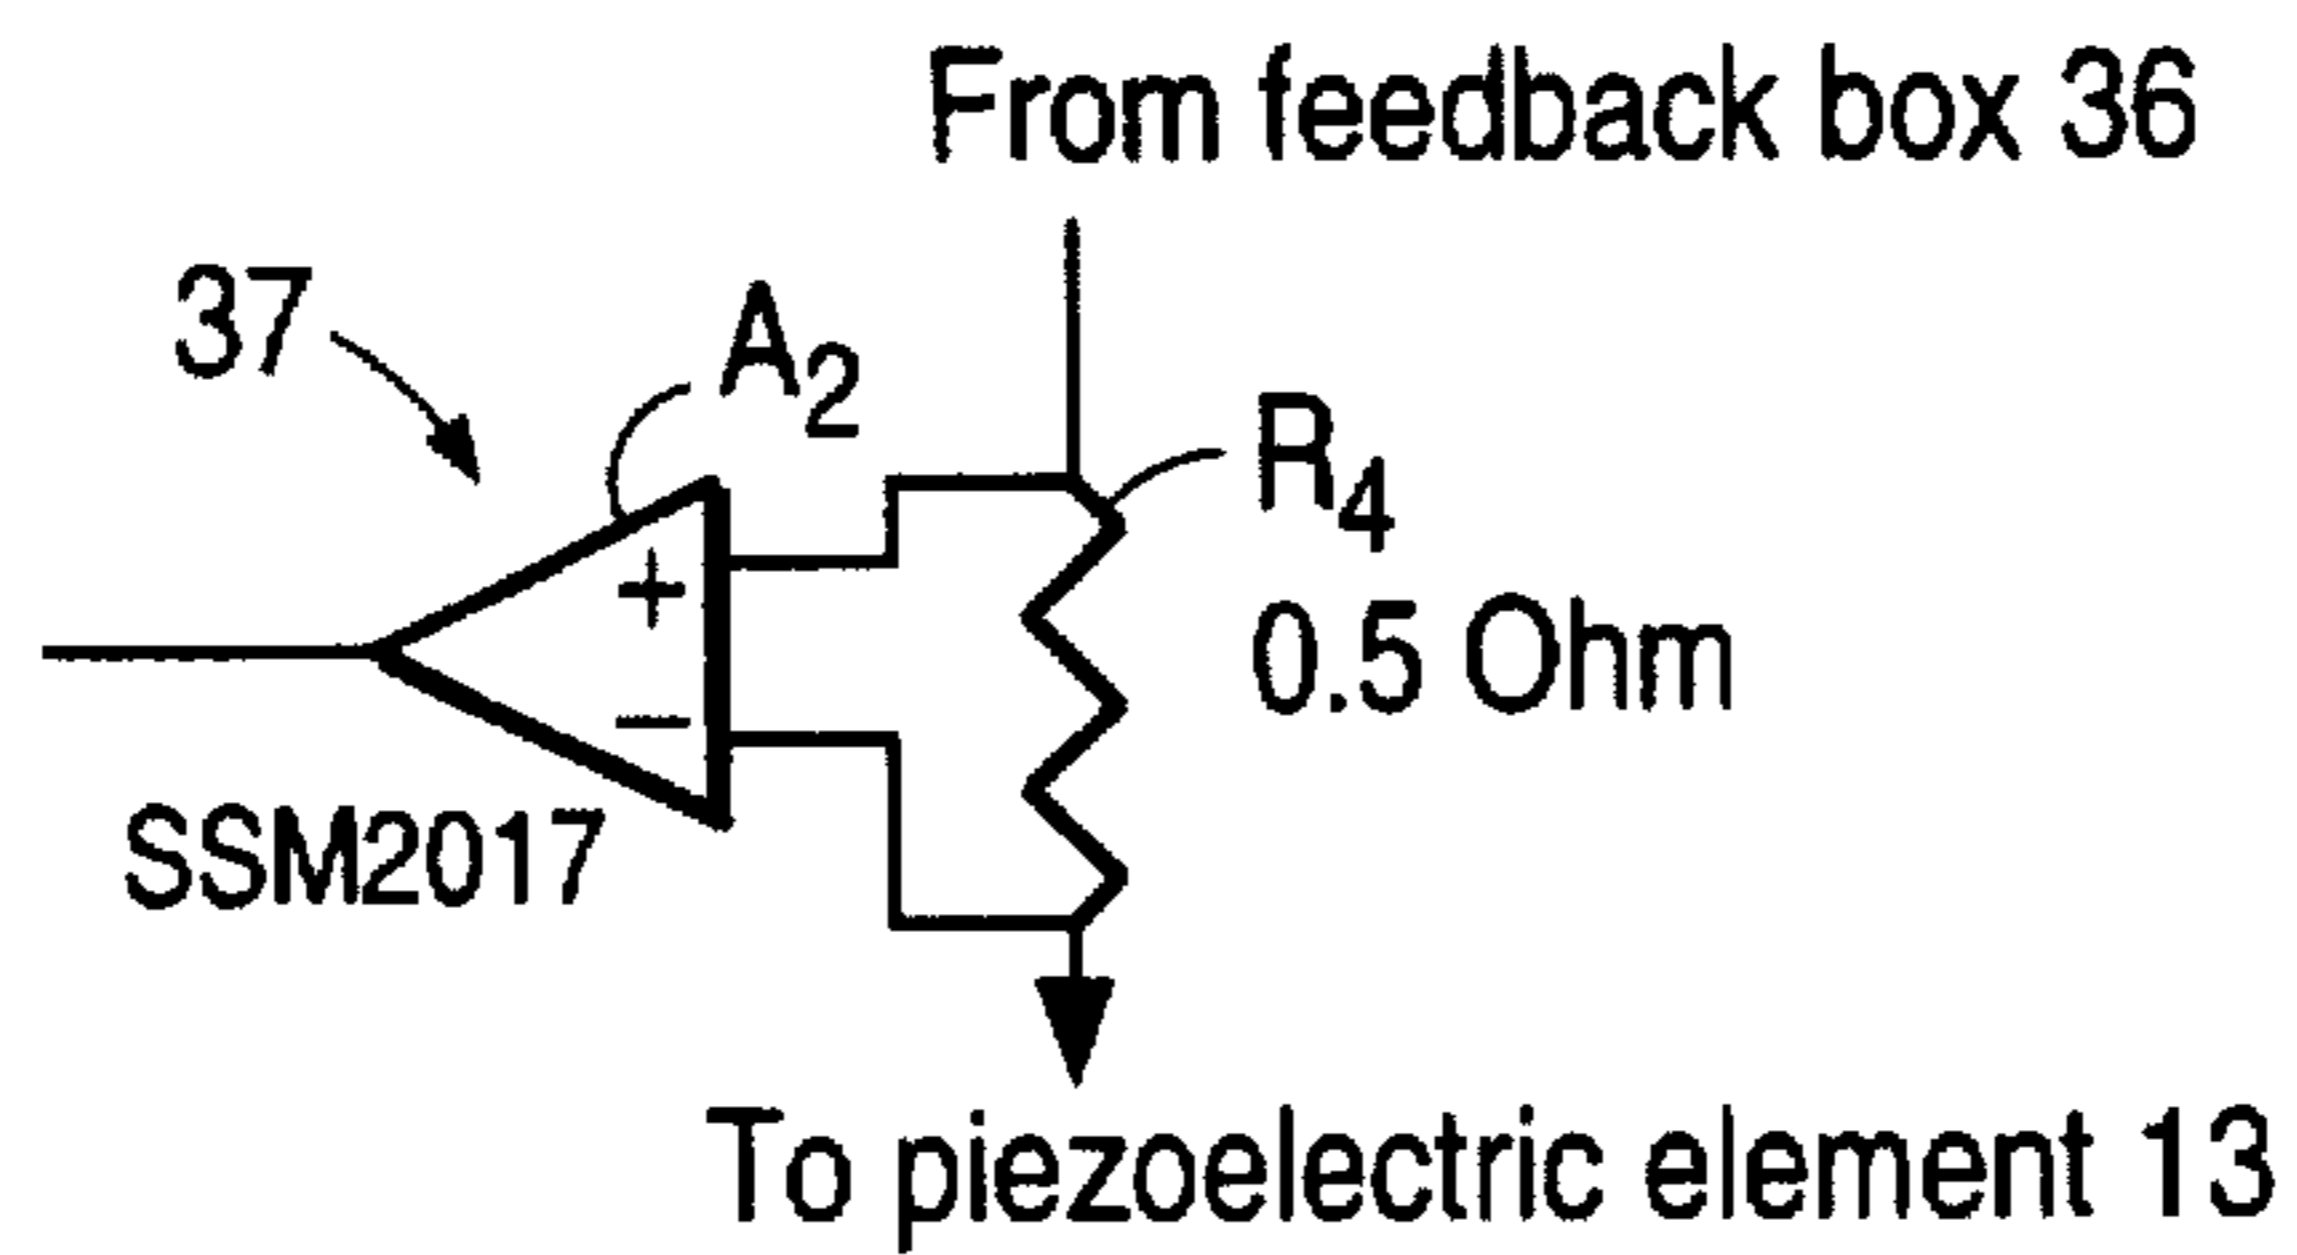 From feedback box 36
37
A2
R4
0.5 Ohm
+
−
SSM2017
To piezoelectric element 13